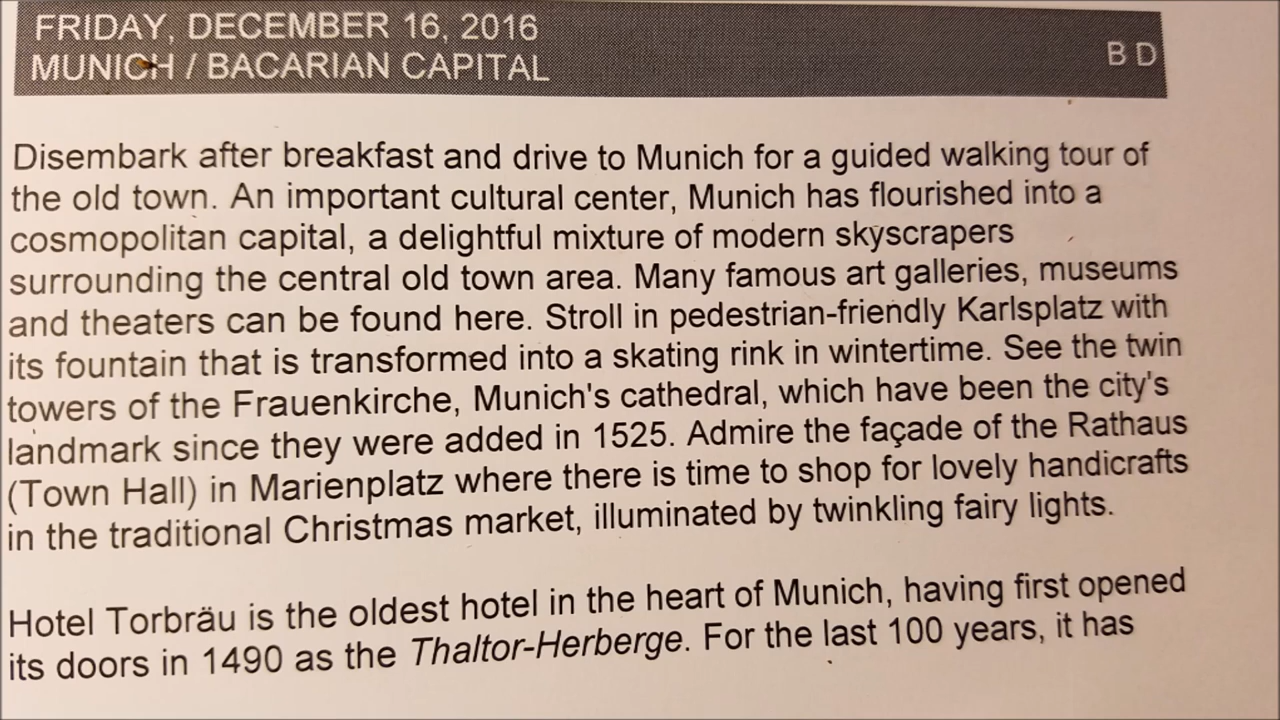 FRIDAY, DECEMBER 16, 2016
MUNICH / BACARIAN CAPITAL
B D
Disembark after breakfast and drive to Munich for a guided walking tour of
the old town. An important cultural center, Munich has flourished into a
cosmopolitan capital, a delightful mixture of modern skyscrapers
surrounding the central old town area. Many famous art galleries, museums
and theaters can be found here. Stroll in pedestrian-friendly Karlsplatz with
its fountain that is transformed into a skating rink in wintertime. See the twin
towers of the Frauenkirche, Munich's cathedral, which have been the city's
landmark since they were added in 1525. Admire the façade of the Rathaus
(Town Hall) in Marienplatz where there is time to shop for lovely handicrafts
in the traditional Christmas market, illuminated by twinkling fairy lights.
Hotel Torbräu is the oldest hotel in the heart of Munich, having first opened
its doors in 1490 as the Thaltor-Herberge. For the last 100 years, it has